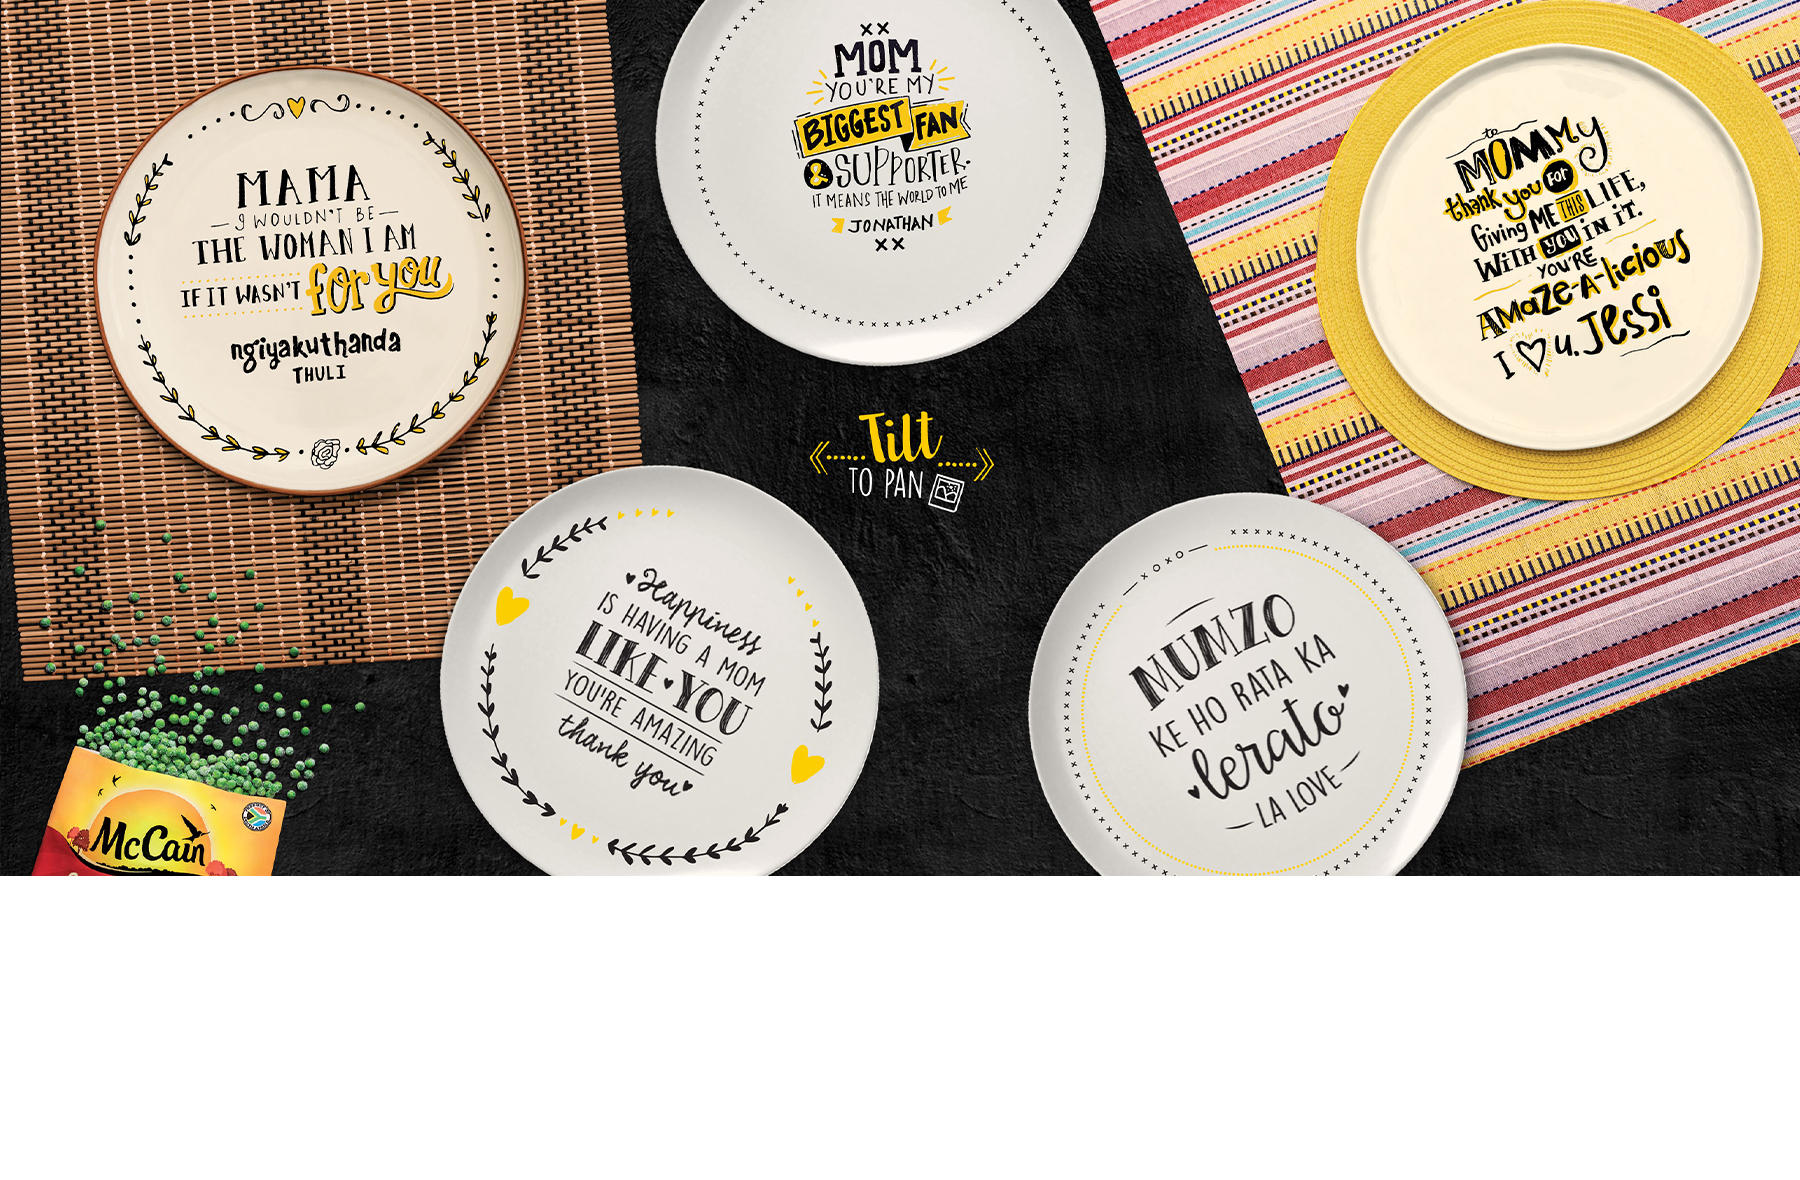 MAMA
I WOULDN'T BE
THE WOMAN I AM
IF IT WASN'T for you
ngiyakuthanda
THULI
XX
MOM
YOU'RE MY
BIGGEST FAN
& SUPPORTER.
IT MEANS THE WORLD TO ME
JONATHAN
XX
to
MOMMy
thank you FOR
Giving ME THIS LIFE,
WITH YOU IN IT.
YOU'RE
AMaZE-A-licious
I ♡ u. JESSi
Tilt
TO PAN
Happiness
IS HAVING A MOM
LIKE YOU
YOU'RE AMAZING
thank you
xoxo
MUMZO
KE HO RATA KA
lerato
LA LOVE
McCain